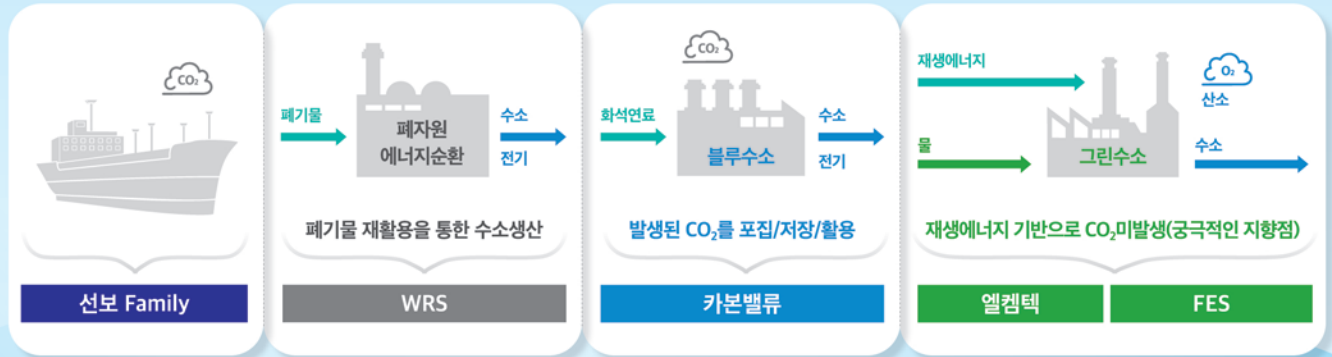 CO₂
선보 Family
폐기물
폐자원
에너지순환
수소
전기
폐기물 재활용을 통한 수소생산
WRS
CO₂
화석연료
블루수소
수소
전기
발생된 CO₂를 포집/저장/활용
카본밸류
재생에너지
물
그린수소
O₂
산소
수소
재생에너지 기반으로 CO₂미발생(궁극적인 지향점)
엘켐텍
FES